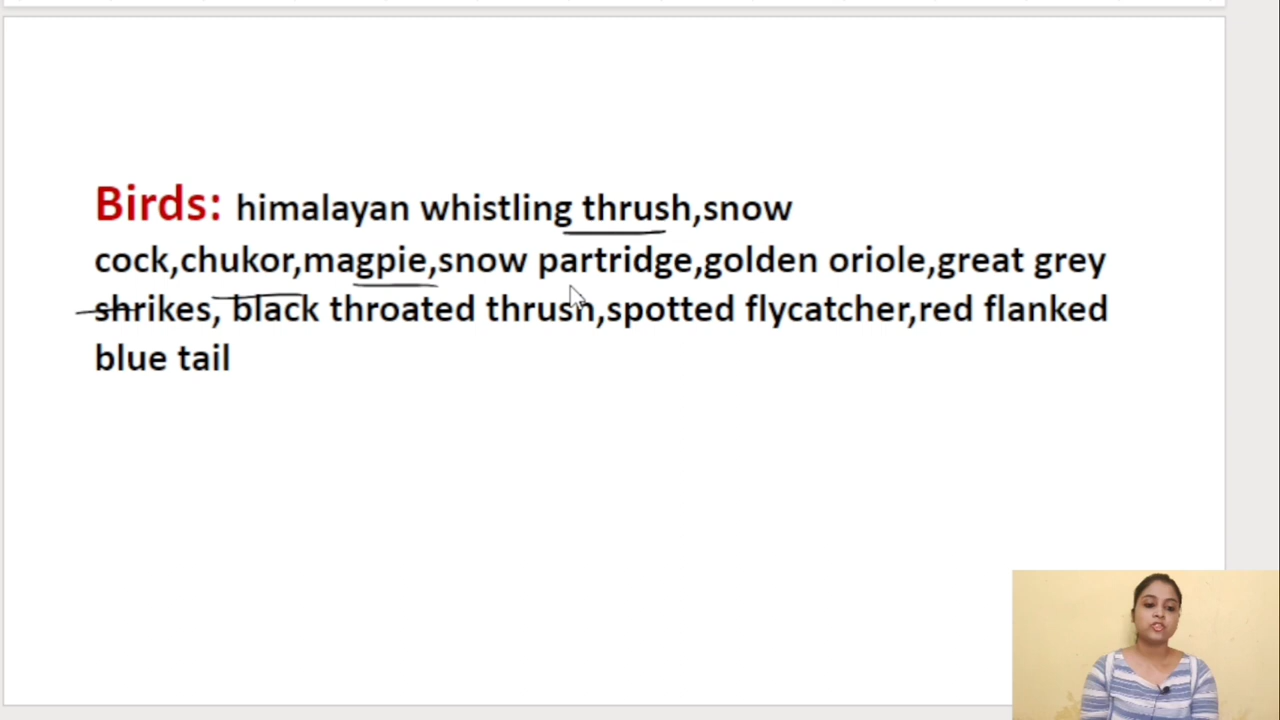 Birds: himalayan whistling thrush,snow
cock,chukor,magpie,snow partridge,golden oriole,great grey
shrikes, black throated thrush,spotted flycatcher,red flanked
blue tail